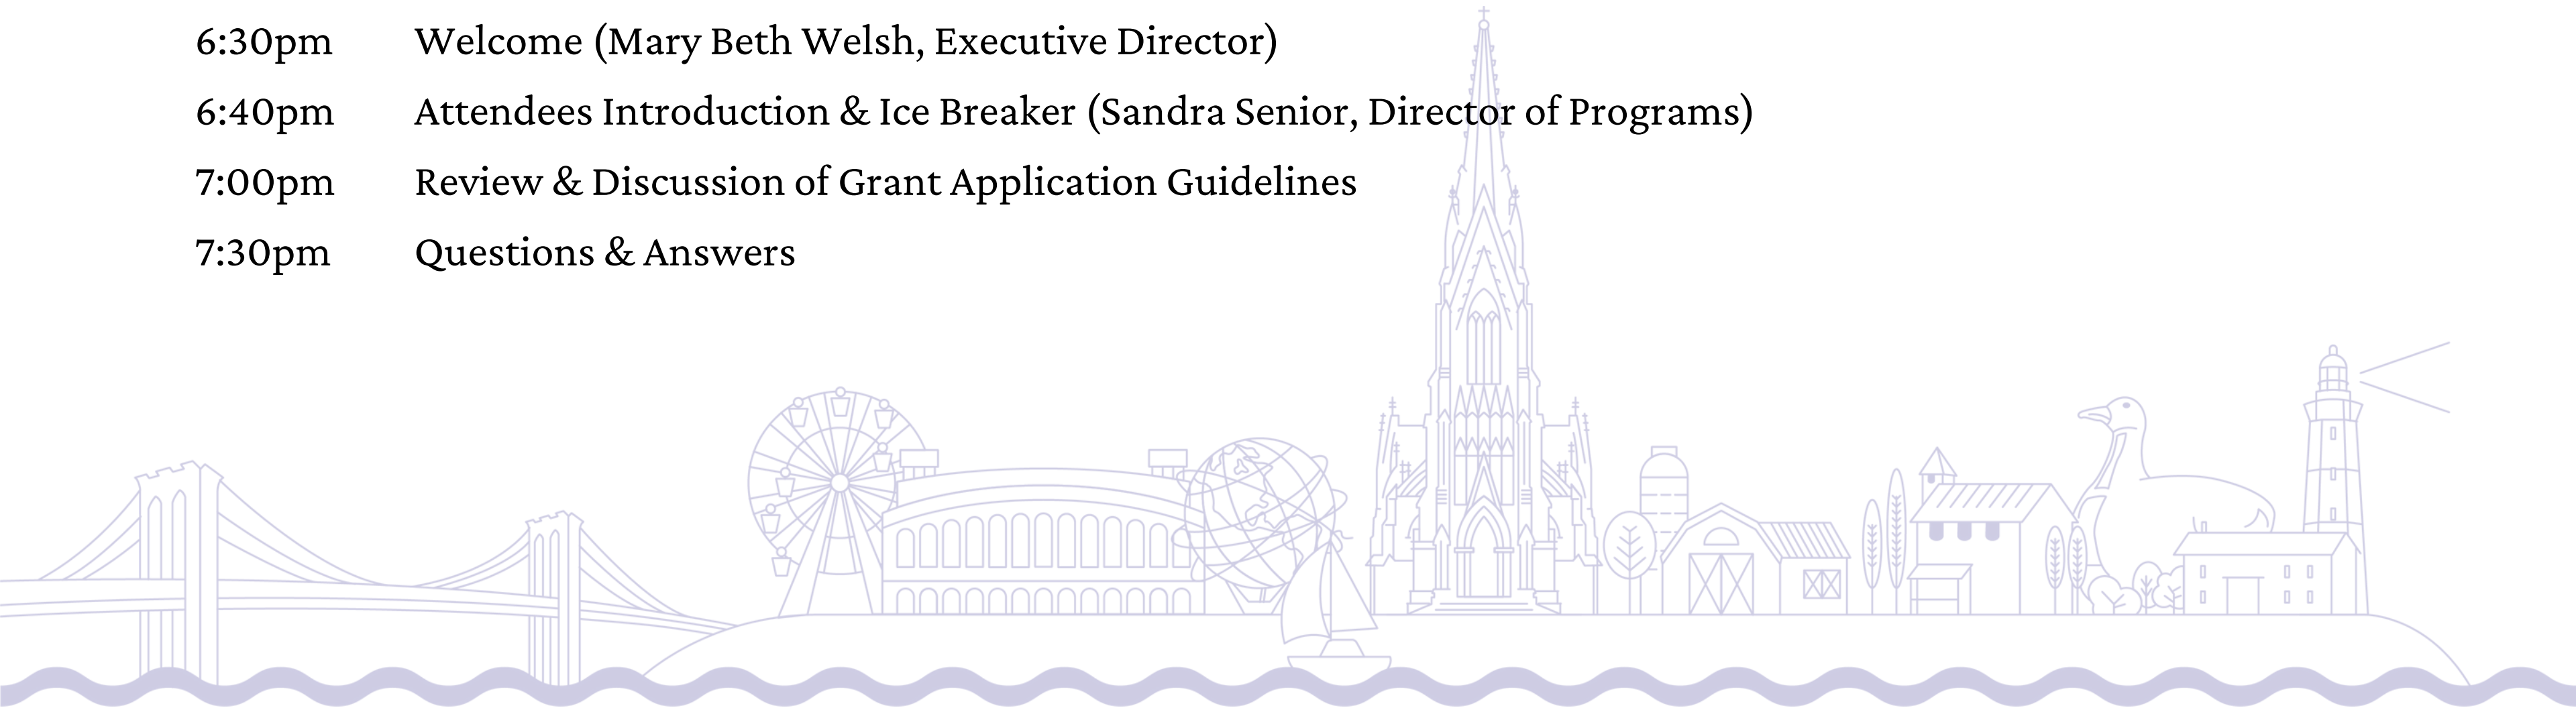 6:30pm Welcome (Mary Beth Welsh, Executive Director)
6:40pm Attendees Introduction & Ice Breaker (Sandra Senior, Director of Programs)
7:00pm Review & Discussion of Grant Application Guidelines
7:30pm Questions & Answers